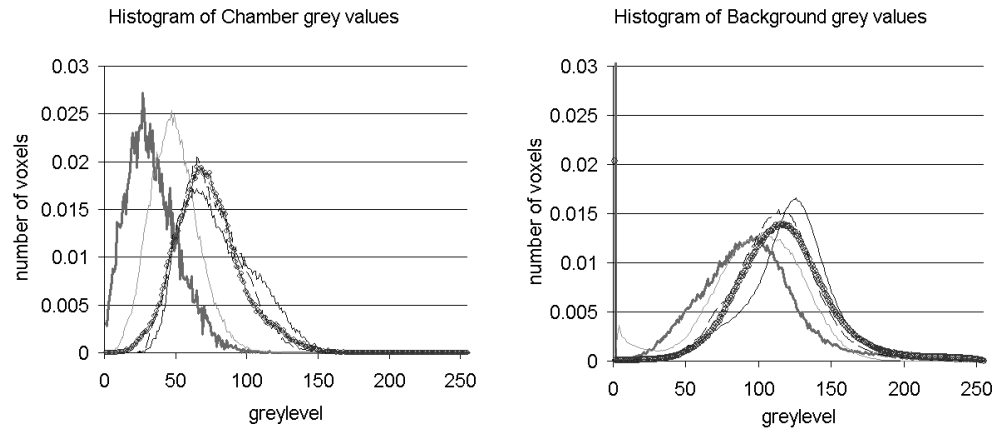 Histogram of Chamber grey values
number of voxels
0.03
0.025
0.02
0.015
0.01
0.005
0
0 50 100 150 200 250
greylevel
Histogram of Background grey values
number of voxels
0.03
0.025
0.02
0.015
0.01
0.005
0
0 50 100 150 200 250
greylevel